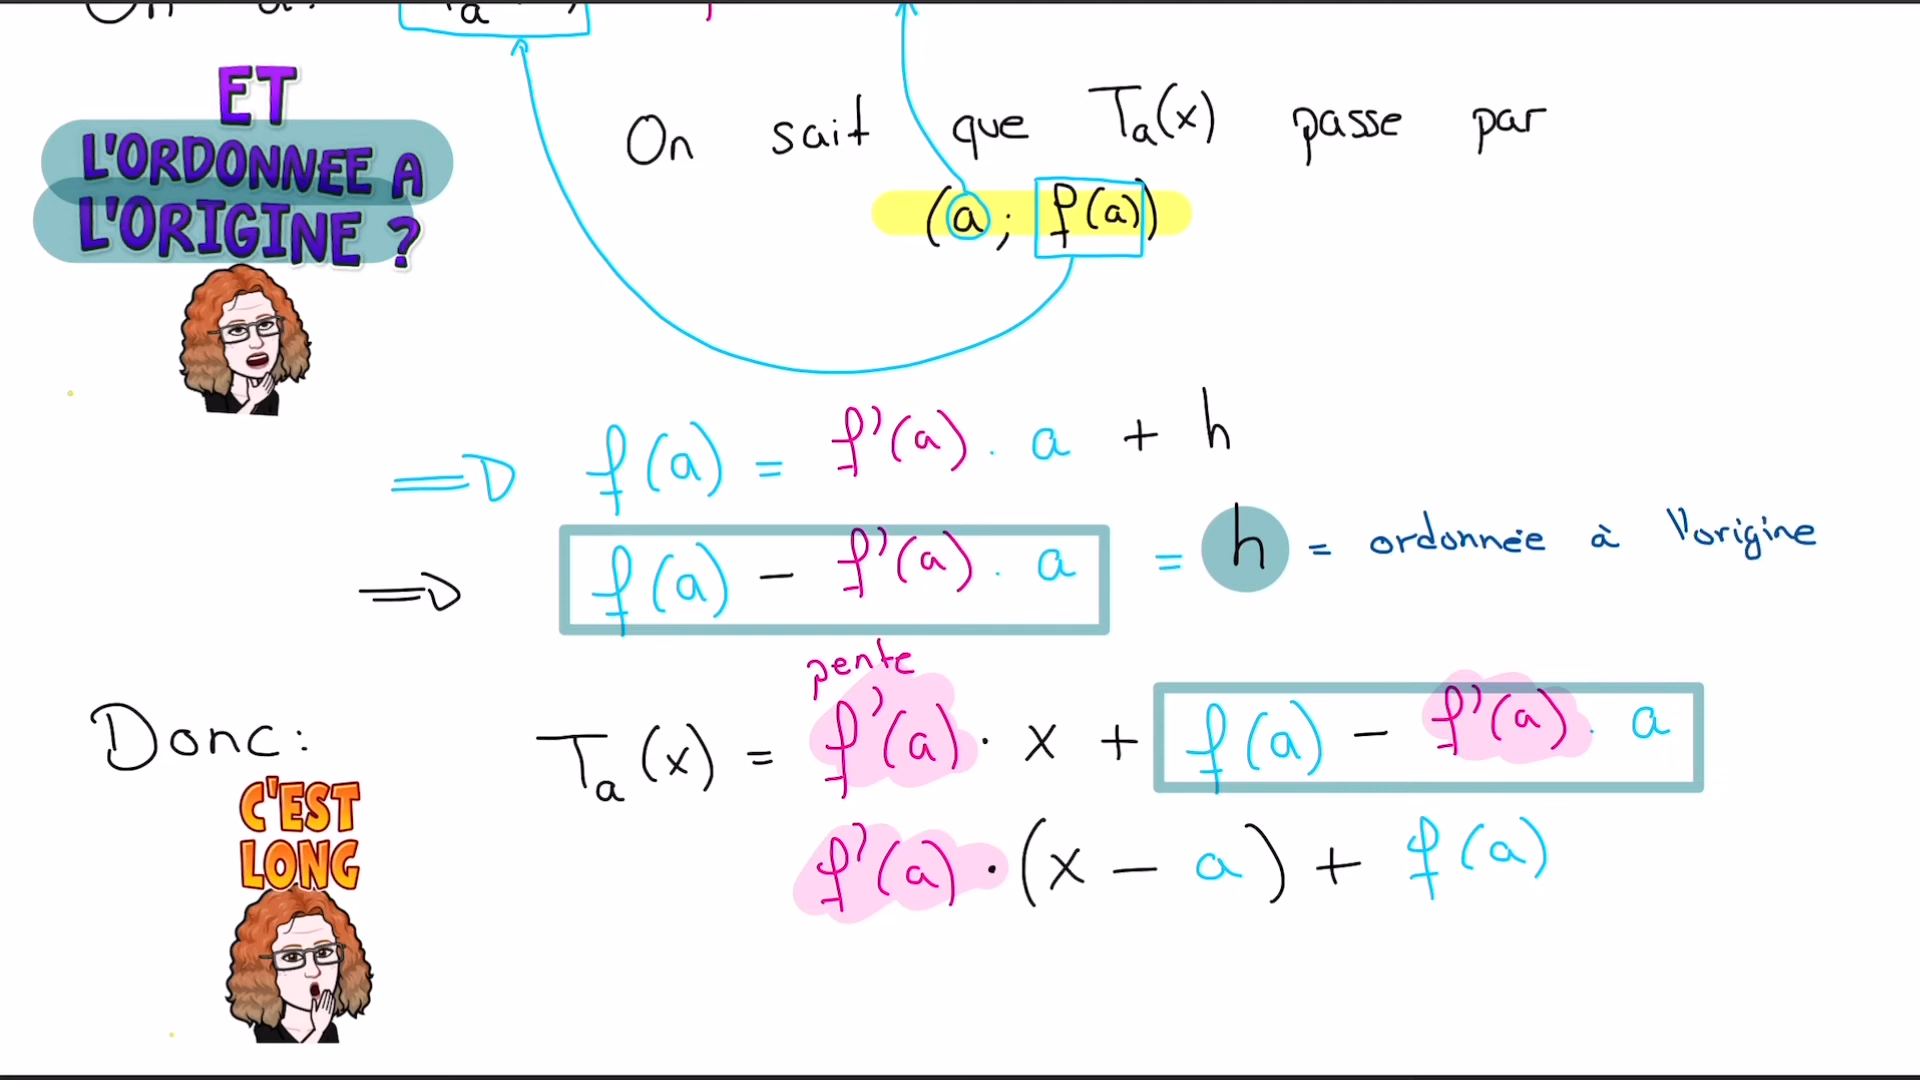 ET
L'ORDONNEE A
L'ORIGINE ?
On sait que Ta(x) passe par
(a ; f(a))
⇒ f(a) = f'(a) · a + h
⇒ f(a) − f'(a) · a = h = ordonnée à l'origine
pente
Donc: Ta(x) = f'(a) · x + f(a) − f'(a) · a
C'EST
LONG
f'(a) · (x − a) + f(a)